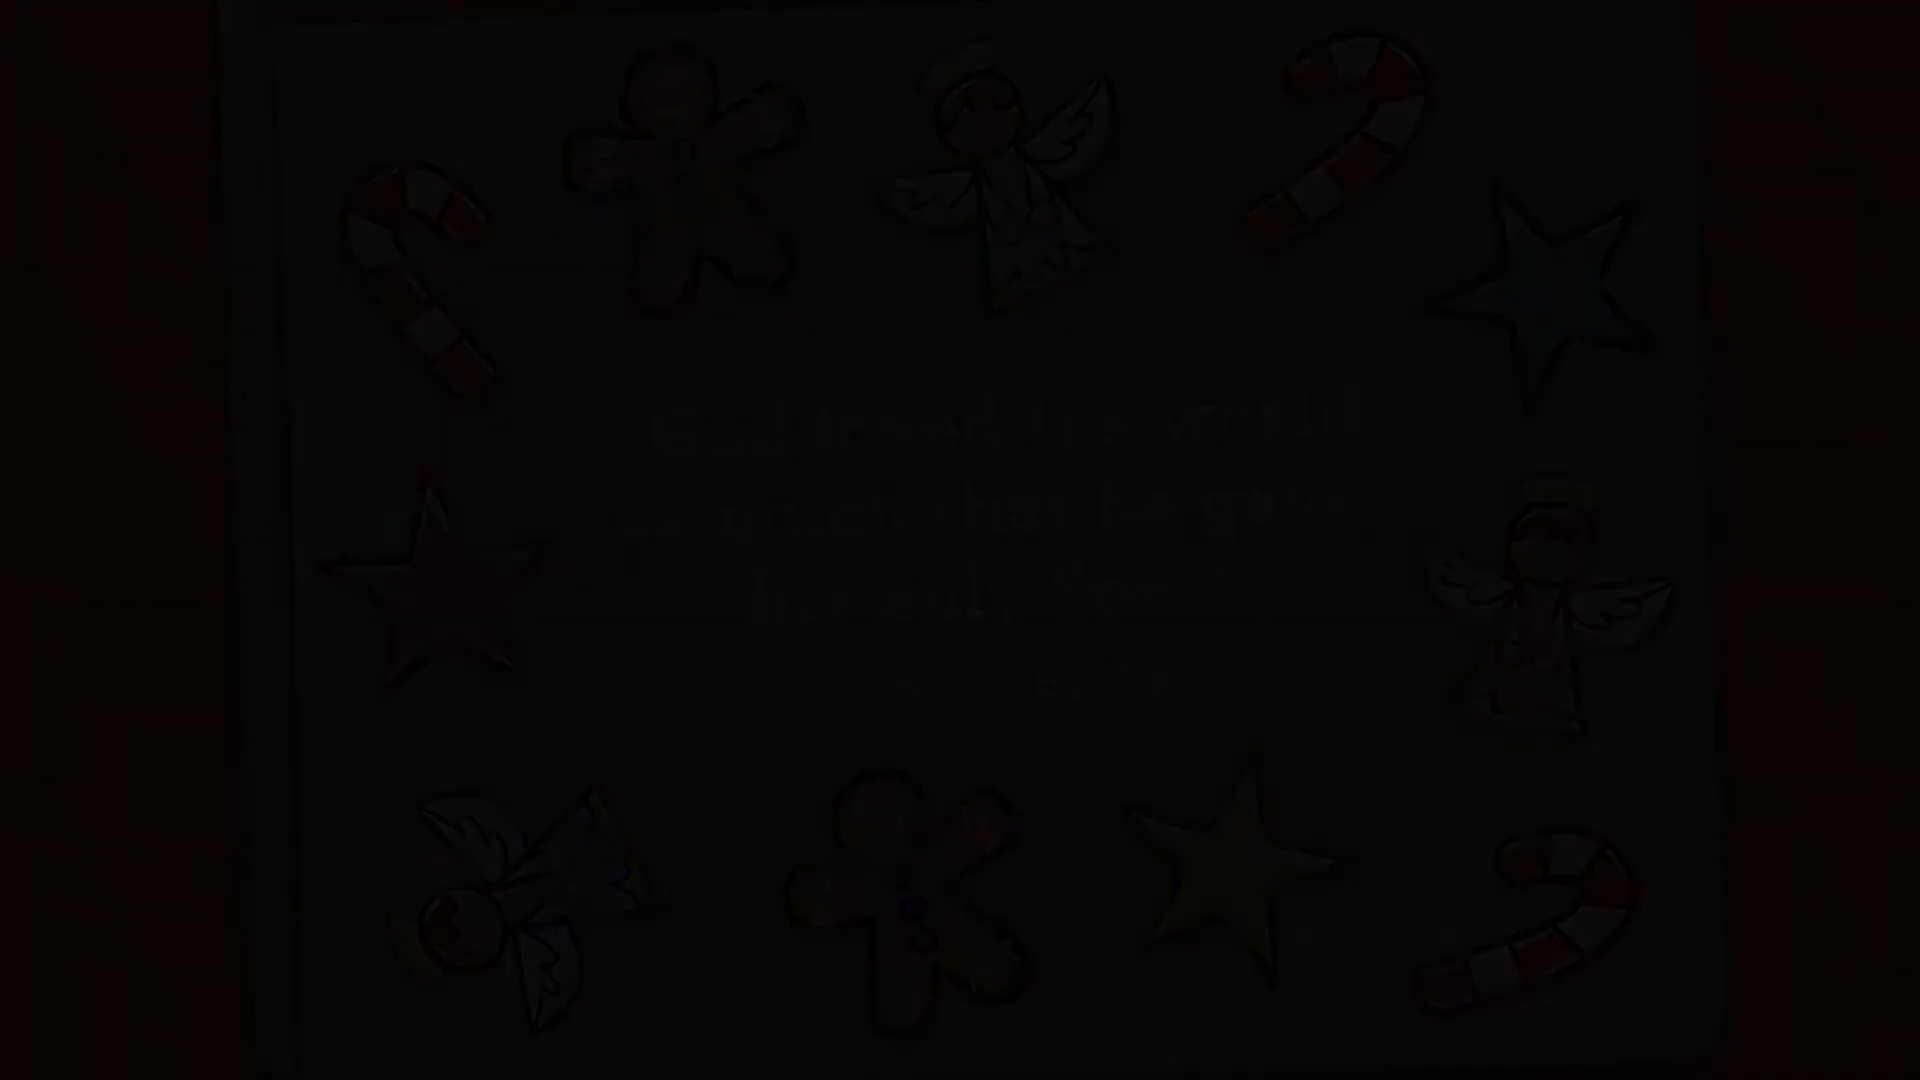 "God loved the world
so much that he gave
his only Son."